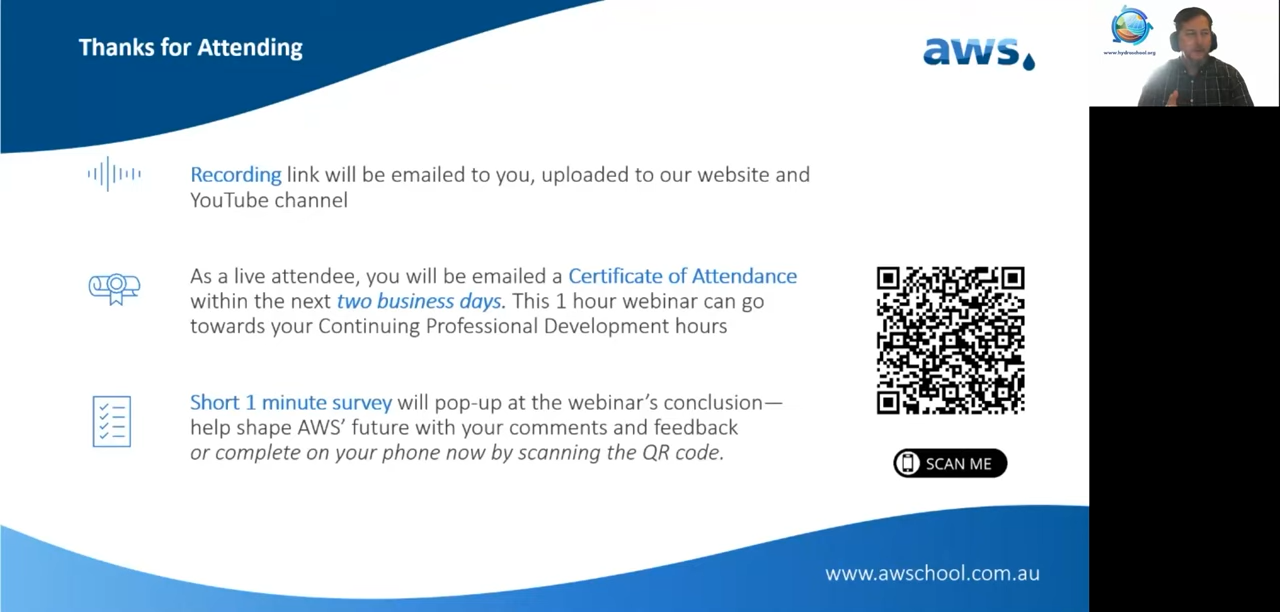 Thanks for Attending
aws
www.hydroschool.org
Recording link will be emailed to you, uploaded to our website and
YouTube channel
As a live attendee, you will be emailed a Certificate of Attendance
within the next two business days. This 1 hour webinar can go
towards your Continuing Professional Development hours
Short 1 minute survey will pop-up at the webinar’s conclusion—
help shape AWS’ future with your comments and feedback
or complete on your phone now by scanning the QR code.
SCAN ME
www.awschool.com.au